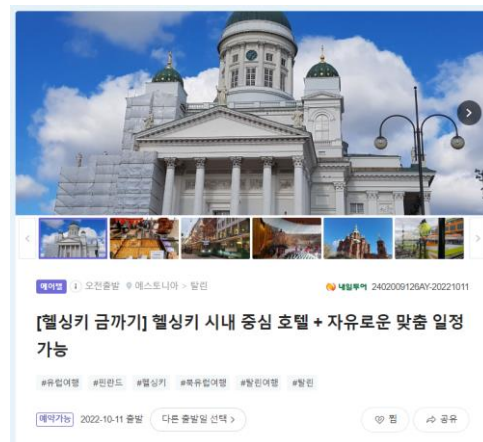 에어텔 i 오전출발 에스토니아 > 탈린 내일투어 2402009126AY-20221011
[헬싱키 금까기] 헬싱키 시내 중심 호텔 + 자유로운 맞춤 일정
가능
#유럽여행 #핀란드 #헬싱키 #북유럽여행 #탈린여행 #탈린
예약가능 2022-10-11 출발 다른 출발일 선택 > 찜 공유